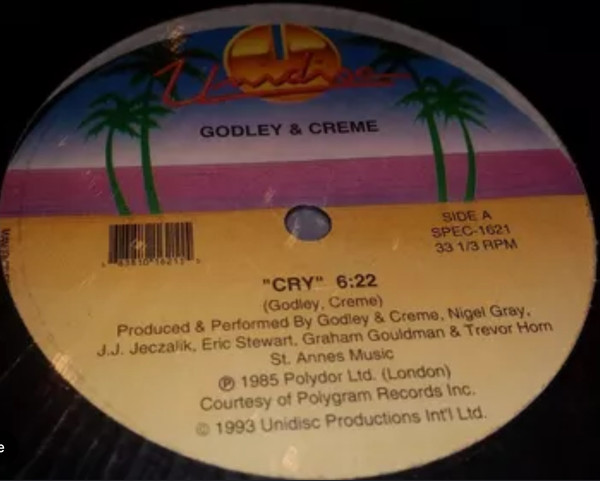 Unidisc
GODLEY & CREME
SIDE A
SPEC-1621
33 1/3 RPM
"CRY" 6:22
(Godley, Creme)
Produced & Performed By Godley & Creme, Nigel Gray,
J.J. Jeczalik, Eric Stewart, Graham Gouldman & Trevor Horn
St. Annes Music
℗ 1985 Polydor Ltd. (London)
Courtesy of Polygram Records Inc.
© 1993 Unidisc Productions Int'l Ltd.
e